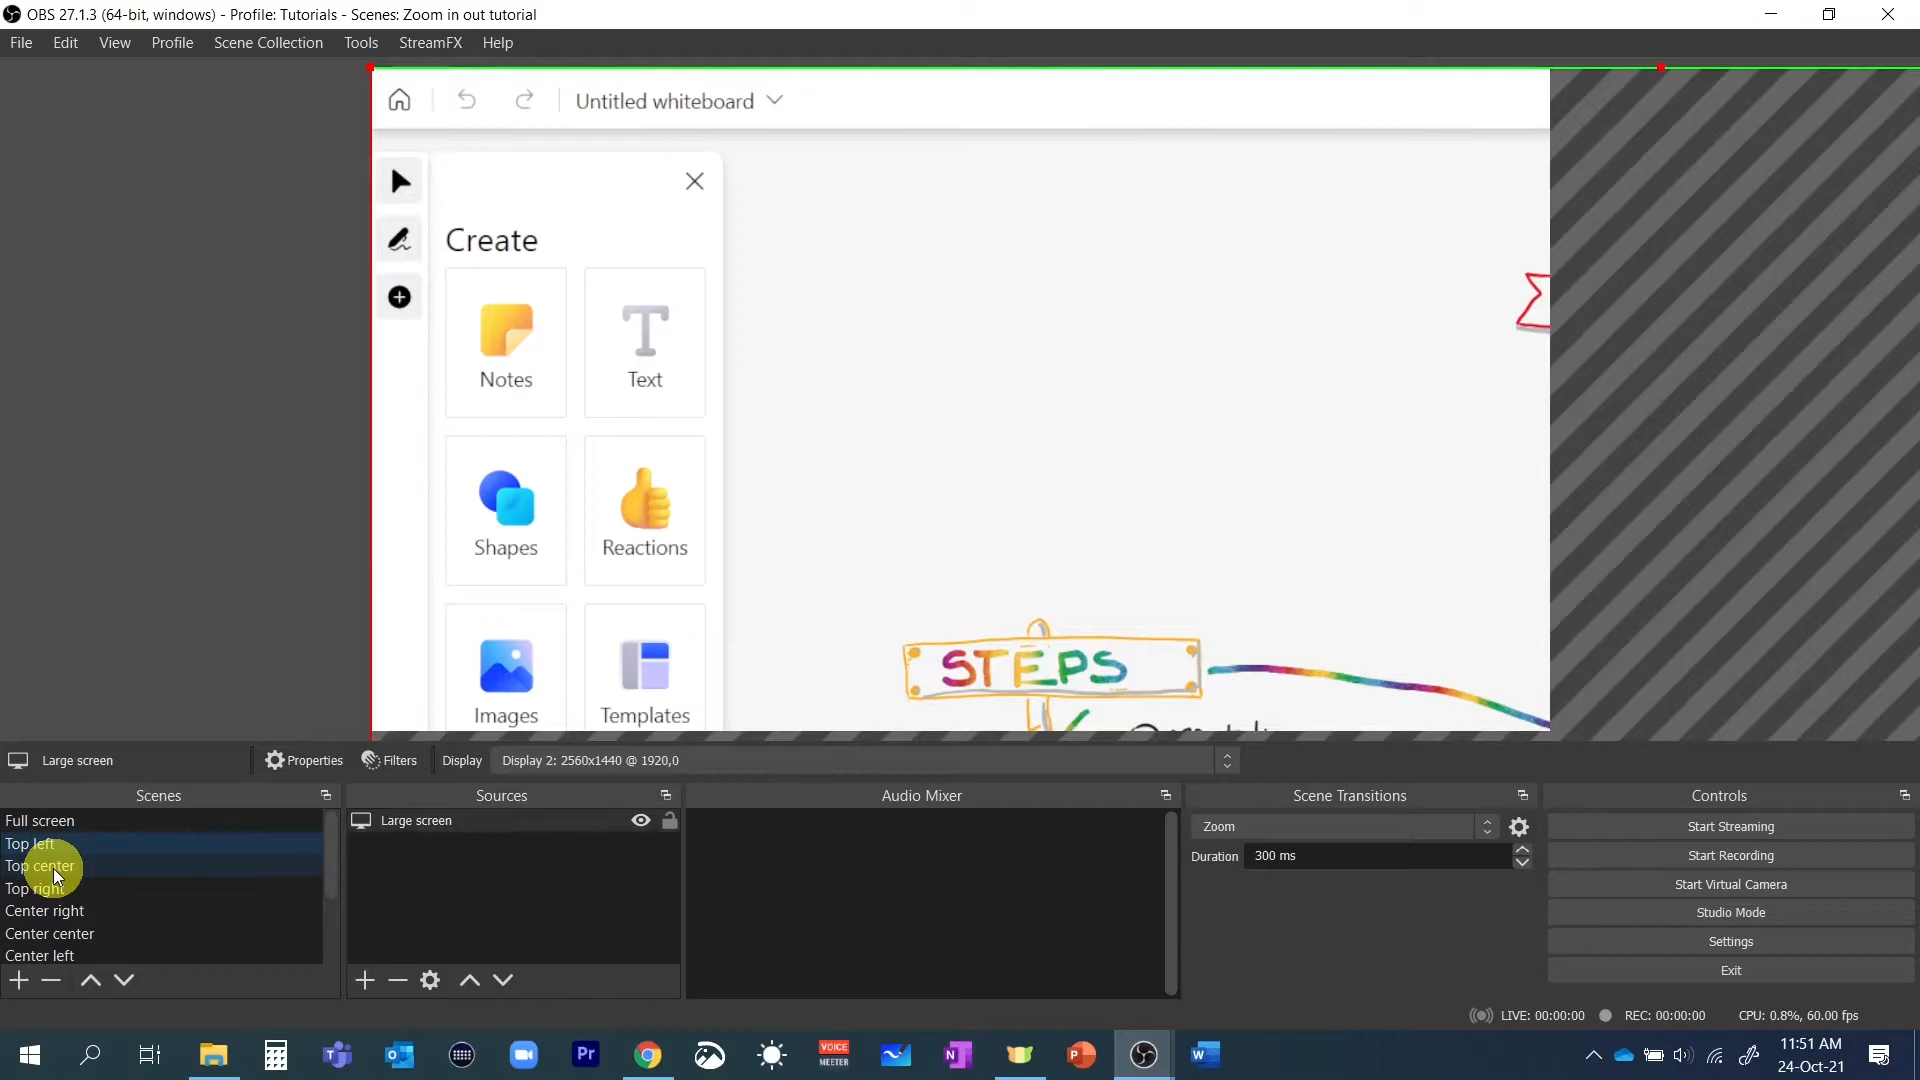 OBS 27.1.3 (64-bit, windows) - Profile: Tutorials - Scenes: Zoom in out tutorial
File Edit View Profile Scene Collection Tools StreamFX Help
Untitled whiteboard
Create
Notes Text
Shapes Reactions
Images Templates
STEPS
Large screen Properties Filters Display Display 2: 2560x1440 @ 1920,0
Scenes Sources Audio Mixer Scene Transitions Controls
Full screen
Top left
Top center
Top right
Center right
Center center
Center left
Large screen
Zoom
Duration 300 ms
Start Streaming
Start Recording
Start Virtual Camera
Studio Mode
Settings
Exit
LIVE: 00:00:00 REC: 00:00:00 CPU: 0.8%, 60.00 fps
Pr
VOICE
MEETER
11:51 AM
24-Oct-21